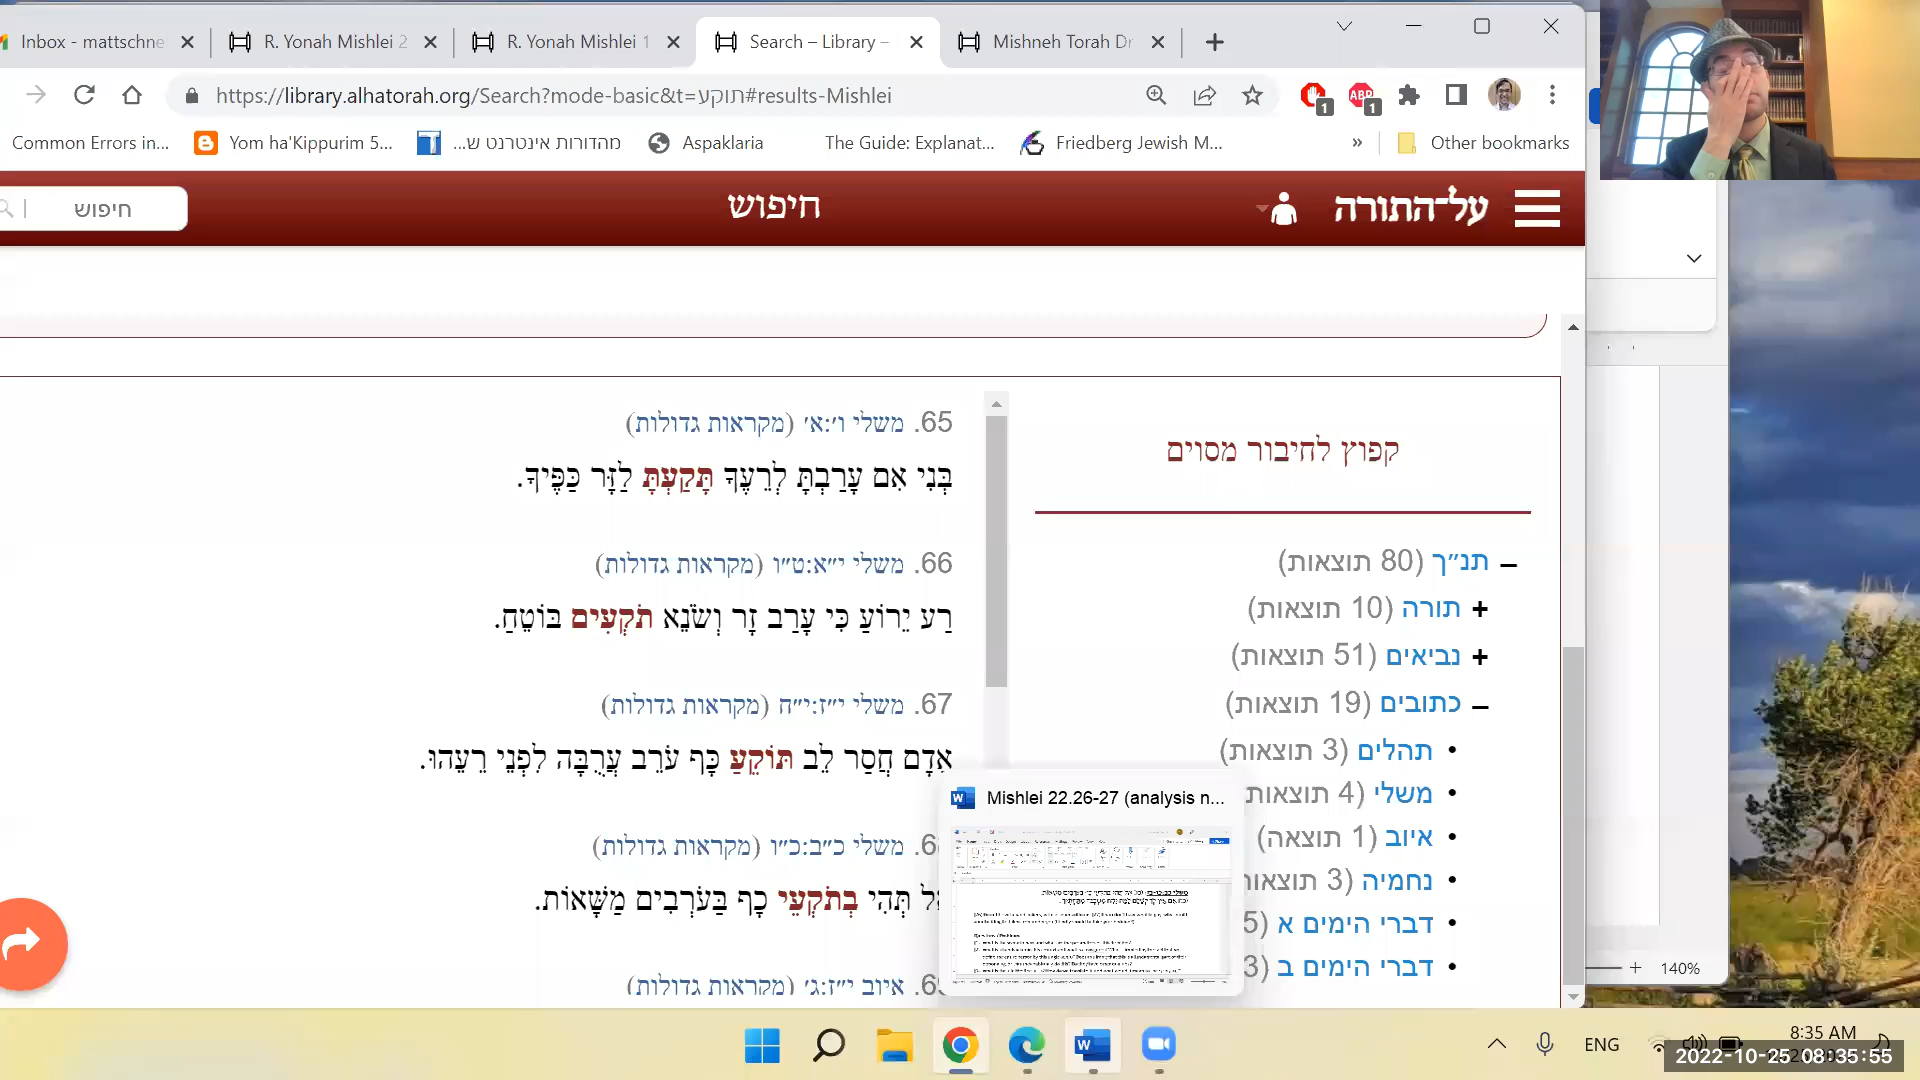 Inbox - mattschne
R. Yonah Mishlei 2
R. Yonah Mishlei 1
Search – Library –
Mishneh Torah Dr
https://library.alhatorah.org/Search?mode-basic&t=תוקע#results-Mishlei
1
ABP
1
Common Errors in...
Yom ha'Kippurim 5...
מהדורות אינטרנט ש...
Aspaklaria
The Guide: Explanat...
Friedberg Jewish M...
»
Other bookmarks
חיפוש
חיפוש
על־התורה
65. משלי ו׳:א׳ (מקראות גדולות)
בְּנִי אִם עָרַבְתָּ לְרֵעֶךָ תָּקַעְתָּ לַזָּר כַּפֶּיךָ.
66. משלי י״א:ט״ו (מקראות גדולות)
רַע יֵרוֹעַ כִּי עָרַב זָר וְשֹׂנֵא תֹקְעִים בּוֹטֵחַ.
67. משלי י״ז:י״ח (מקראות גדולות)
אָדָם חֲסַר לֵב תּוֹקֵעַ כָּף עֹרֵב עֲרֻבָּה לִפְנֵי רֵעֵהוּ.
משלי כ״ב:כ״ו (מקראות גדולות)
תְּהִי בְתֹקְעֵי כָף בַּעֹרְבִים מַשָּׁאוֹת.
איוב י״ז:ג׳ (מקראות גדולות)
קפוץ לחיבור מסוים
תנ״ך (80 תוצאות)
תורה (10 תוצאות)
נביאים (51 תוצאות)
כתובים (19 תוצאות)
תהלים (3 תוצאות)
משלי (4 תוצאות
איוב (1 תוצאה)
נחמיה (3 תוצאות
דברי הימים א (5
דברי הימים ב (3
Mishlei 22.26-27 (analysis n...
140%
ENG
8:35 AM
2022-10-25 08:35:55